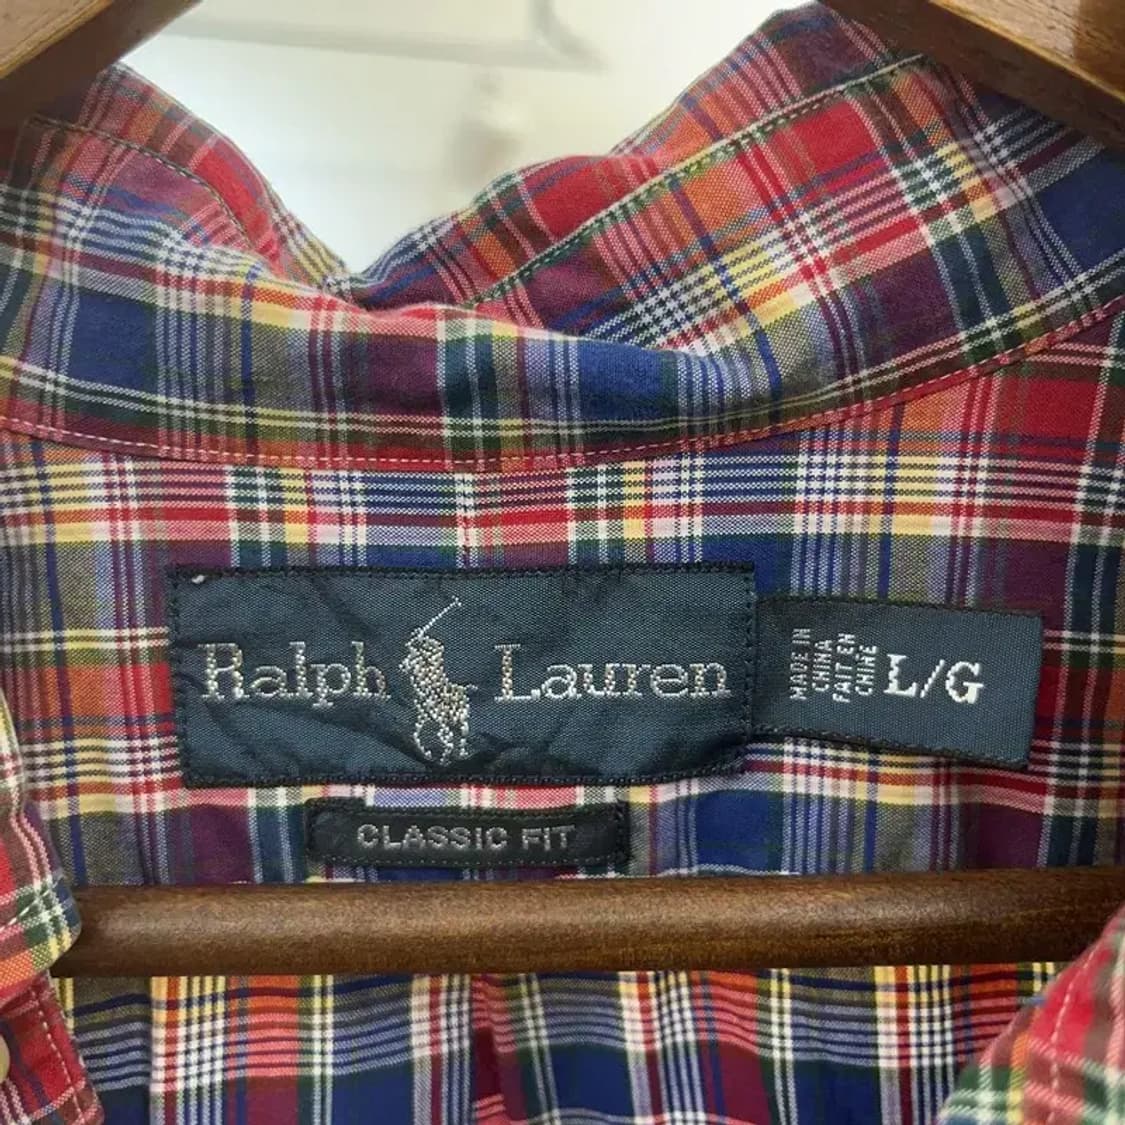 Ralph Lauren
MADE IN
CHINA
FAIT EN
CHINE
L/G
CLASSIC FIT